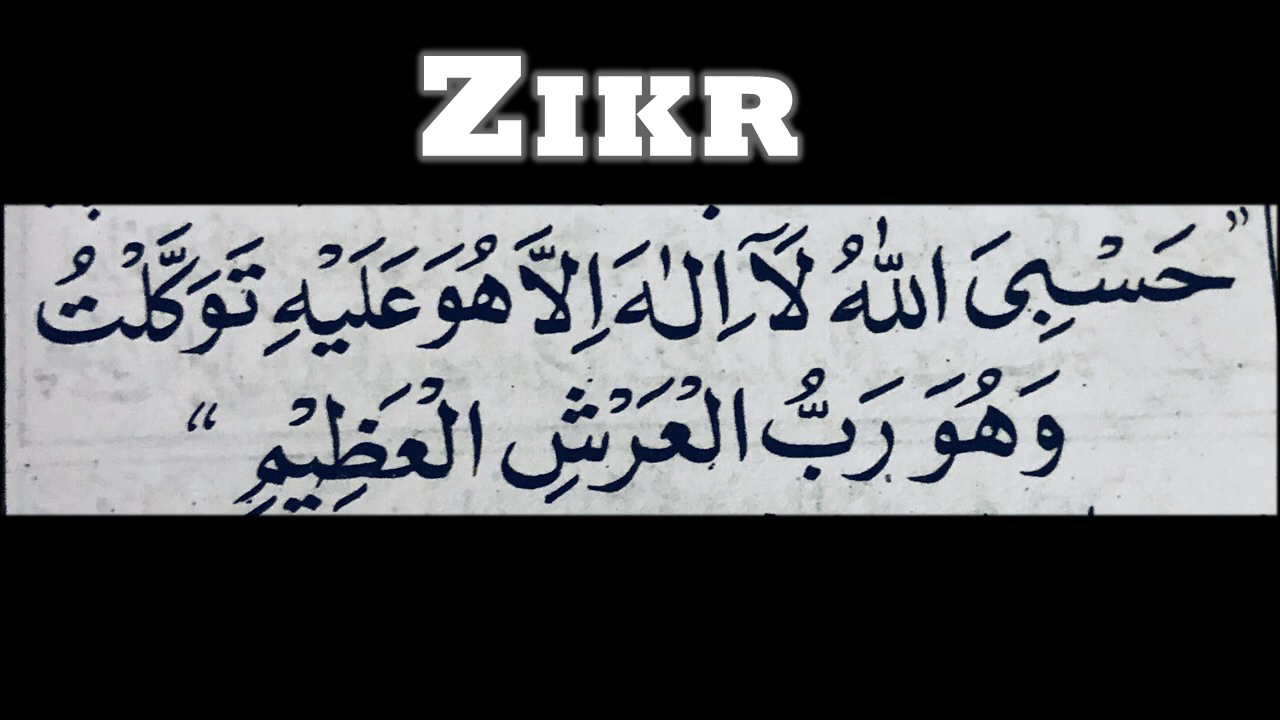 ZIKR
”حَسْبِیَ اللّٰهُ لَآ اِلٰهَ اِلَّا هُوَ عَلَيْهِ تَوَكَّلْتُ
وَهُوَ رَبُّ الْعَرْشِ الْعَظِيْمِ“